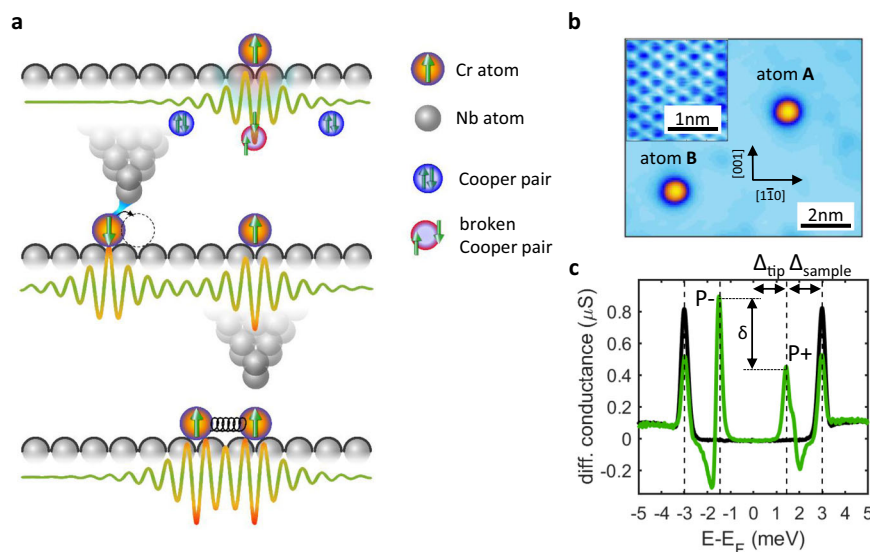 a
Cr atom
Nb atom
Cooper pair
broken
Cooper pair
b
atom A
1nm
atom B
[001]
[11̅0]
2nm
c
Δtip
Δsample
P-
δ
P+
diff. conductance (μS)
0.8
0.6
0.4
0.2
0
-0.2
-5 -4 -3 -2 -1 0 1 2 3 4 5
E-EF (meV)